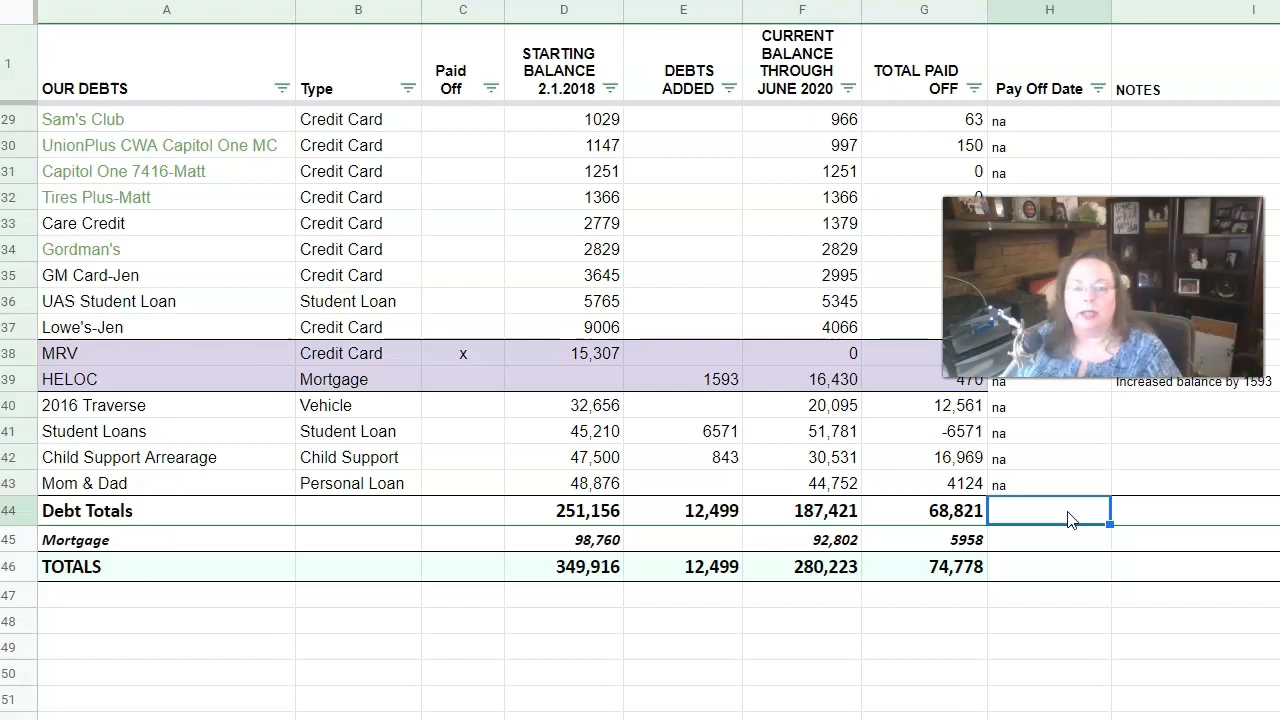 A B C D E F G H I
1 OUR DEBTS Type Paid Off STARTING BALANCE 2.1.2018 DEBTS ADDED CURRENT BALANCE THROUGH JUNE 2020 TOTAL PAID OFF Pay Off Date NOTES
29 Sam's Club Credit Card 1029 966 63 na
30 UnionPlus CWA Capitol One MC Credit Card 1147 997 150 na
31 Capitol One 7416-Matt Credit Card 1251 1251 0 na
32 Tires Plus-Matt Credit Card 1366 1366 0
33 Care Credit Credit Card 2779 1379
34 Gordman's Credit Card 2829 2829
35 GM Card-Jen Credit Card 3645 2995
36 UAS Student Loan Student Loan 5765 5345
37 Lowe's-Jen Credit Card 9006 4066
38 MRV Credit Card x 15,307 0
39 HELOC Mortgage 1593 16,430 470 na Increased balance by 1593
40 2016 Traverse Vehicle 32,656 20,095 12,561 na
41 Student Loans Student Loan 45,210 6571 51,781 -6571 na
42 Child Support Arrearage Child Support 47,500 843 30,531 16,969 na
43 Mom & Dad Personal Loan 48,876 44,752 4124 na
44 Debt Totals 251,156 12,499 187,421 68,821
45 Mortgage 98,760 92,802 5958
46 TOTALS 349,916 12,499 280,223 74,778
47
48
49
50
51